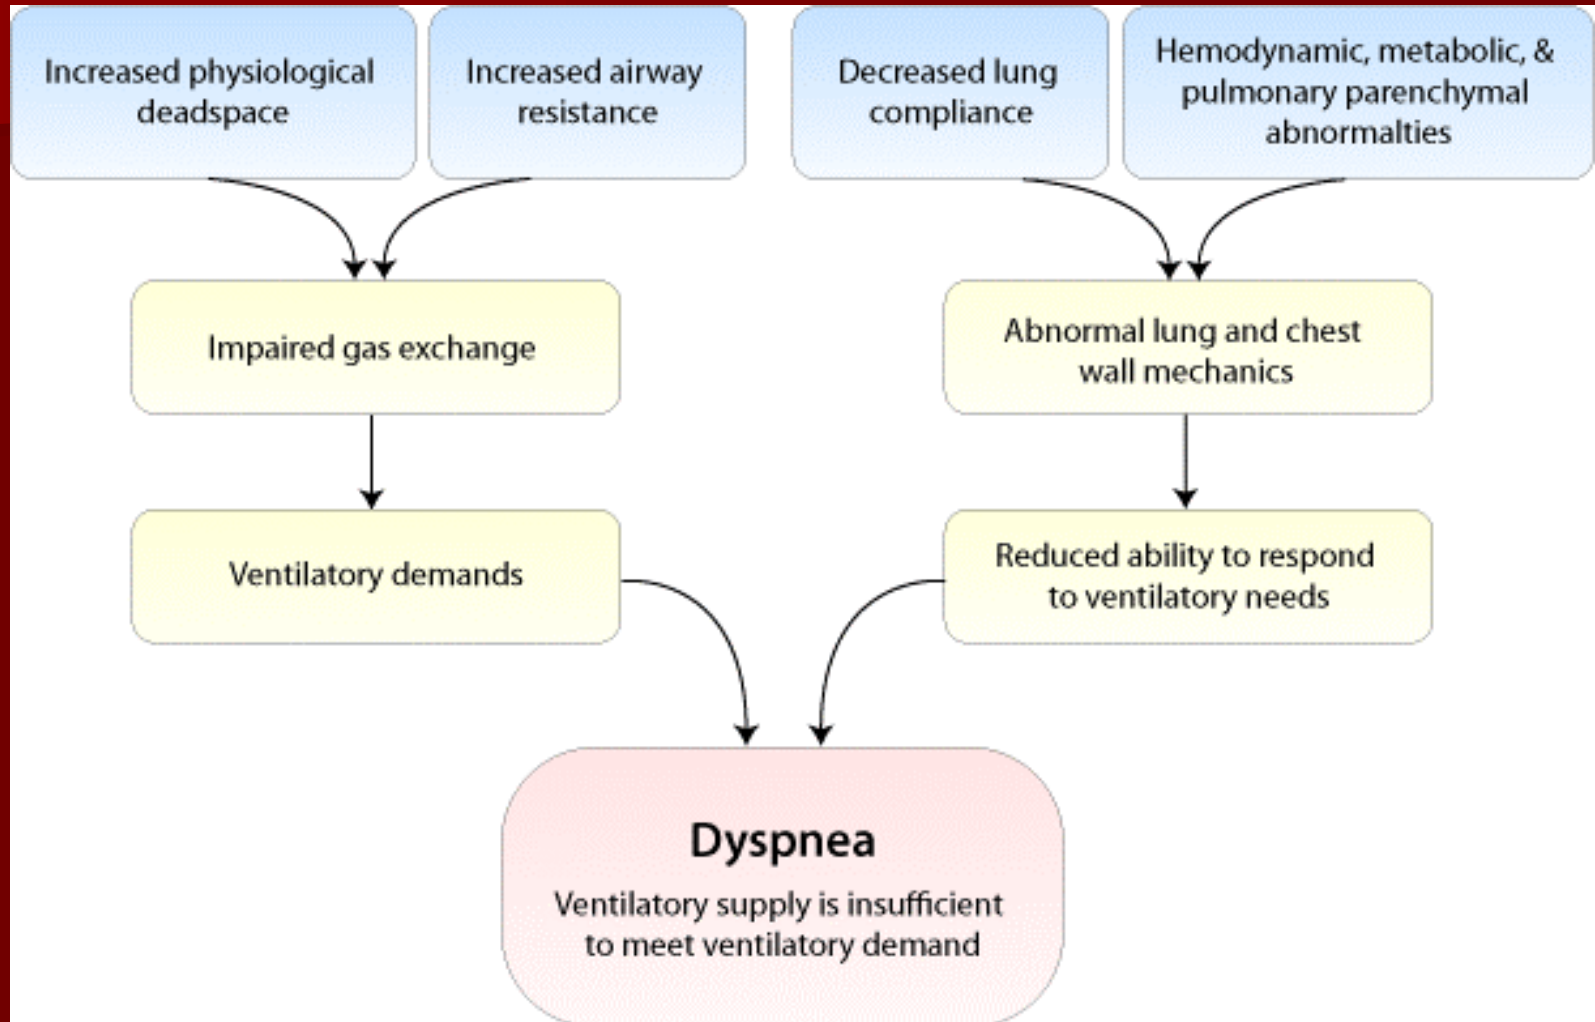 Increased physiological
deadspace
Increased airway
resistance
Decreased lung
compliance
Hemodynamic, metabolic, &
pulmonary parenchymal
abnormalties
Impaired gas exchange
Abnormal lung and chest
wall mechanics
Ventilatory demands
Reduced ability to respond
to ventilatory needs
Dyspnea
Ventilatory supply is insufficient
to meet ventilatory demand